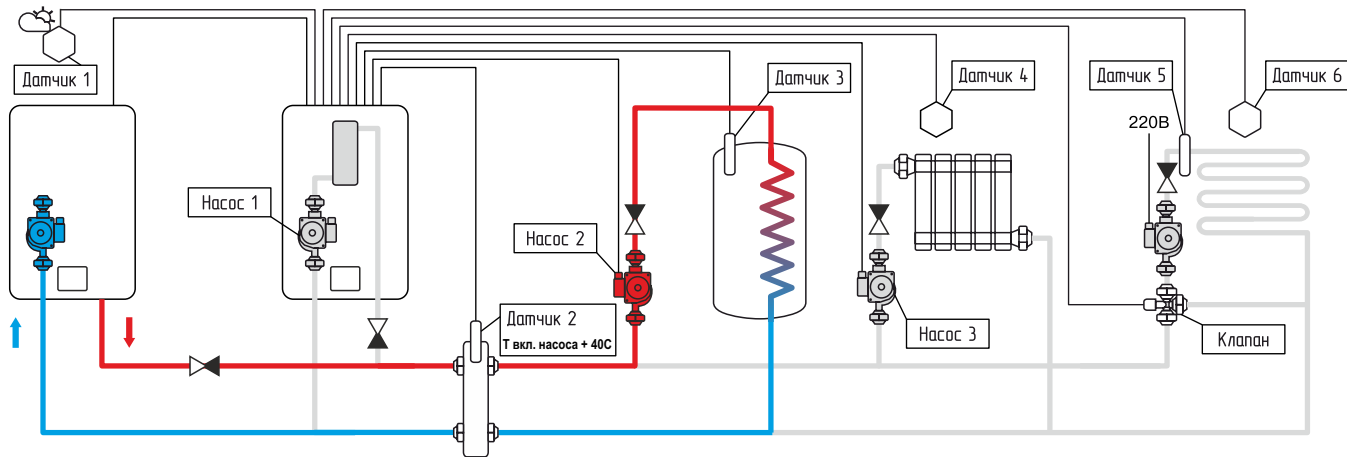 Датчик 1
Датчик 3
Датчик 4
Датчик 5
Датчик 6
220В
Насос 1
Насос 2
Датчик 2
Т вкл. насоса + 40С
Насос 3
Клапан